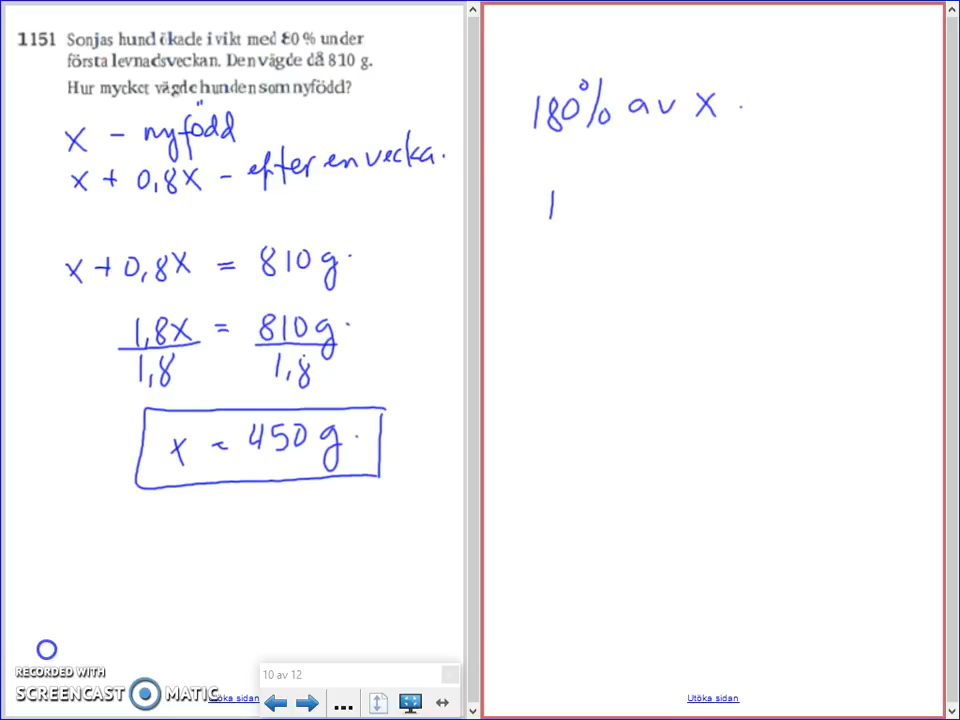 1151 Sonjas hund ökade i vikt med 80 % under
första levnadsveckan. Den vägde då 810 g.
Hur mycket vägde hunden som nyfödd?
x - nyfödd
x + 0,8x - efter en vecka.
x + 0,8x = 810 g.
1,8x = 810 g.
1,8 1,8
x = 450 g.
180% av x.
1
RECORDED WITH
SCREENCAST MATIC
10 av 12
Utöka sidan
Utöka sidan